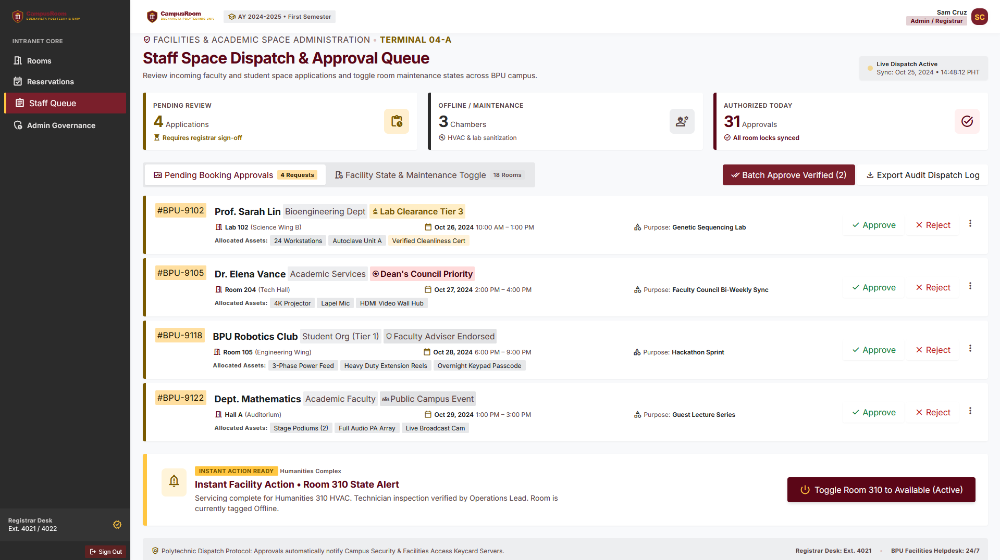 CampusRoom
BUENAVISTA POLYTECHNIC UNIV
INTRANET CORE
Rooms
Reservations
Staff Queue
Admin Governance
Registrar Desk
Ext. 4021 / 4022
Sign Out
CampusRoom
BUENAVISTA POLYTECHNIC UNIV
AY 2024-2025 • First Semester
Sam Cruz
Admin / Registrar
SC
FACILITIES & ACADEMIC SPACE ADMINISTRATION • TERMINAL 04-A
Staff Space Dispatch & Approval Queue
Review incoming faculty and student space applications and toggle room maintenance states across BPU campus.
Live Dispatch Active
Sync: Oct 25, 2024 • 14:48:12 PHT
PENDING REVIEW
4 Applications
Requires registrar sign-off
OFFLINE / MAINTENANCE
3 Chambers
HVAC & lab sanitization
AUTHORIZED TODAY
31 Approvals
All room locks synced
Pending Booking Approvals 4 Requests
Facility State & Maintenance Toggle 18 Rooms
Batch Approve Verified (2)
Export Audit Dispatch Log
#BPU-9102 Prof. Sarah Lin Bioengineering Dept Lab Clearance Tier 3
Lab 102 (Science Wing B) Oct 26, 2024 10:00 AM – 1:00 PM Purpose: Genetic Sequencing Lab
Allocated Assets: 24 Workstations Autoclave Unit A Verified Cleanliness Cert
Approve Reject
#BPU-9105 Dr. Elena Vance Academic Services Dean's Council Priority
Room 204 (Tech Hall) Oct 27, 2024 2:00 PM – 4:00 PM Purpose: Faculty Council Bi-Weekly Sync
Allocated Assets: 4K Projector Lapel Mic HDMI Video Wall Hub
Approve Reject
#BPU-9118 BPU Robotics Club Student Org (Tier 1) Faculty Adviser Endorsed
Room 105 (Engineering Wing) Oct 28, 2024 6:00 PM – 9:00 PM Purpose: Hackathon Sprint
Allocated Assets: 3-Phase Power Feed Heavy Duty Extension Reels Overnight Keypad Passcode
Approve Reject
#BPU-9122 Dept. Mathematics Academic Faculty Public Campus Event
Hall A (Auditorium) Oct 29, 2024 1:00 PM – 3:00 PM Purpose: Guest Lecture Series
Allocated Assets: Stage Podiums (2) Full Audio PA Array Live Broadcast Cam
Approve Reject
INSTANT ACTION READY Humanities Complex
Instant Facility Action • Room 310 State Alert
Servicing complete for Humanities 310 HVAC. Technician inspection verified by Operations Lead. Room is
currently tagged Offline.
Toggle Room 310 to Available (Active)
Polytechnic Dispatch Protocol: Approvals automatically notify Campus Security & Facilities Access Keycard Servers.
Registrar Desk: Ext. 4021 • BPU Facilities Helpdesk: 24/7